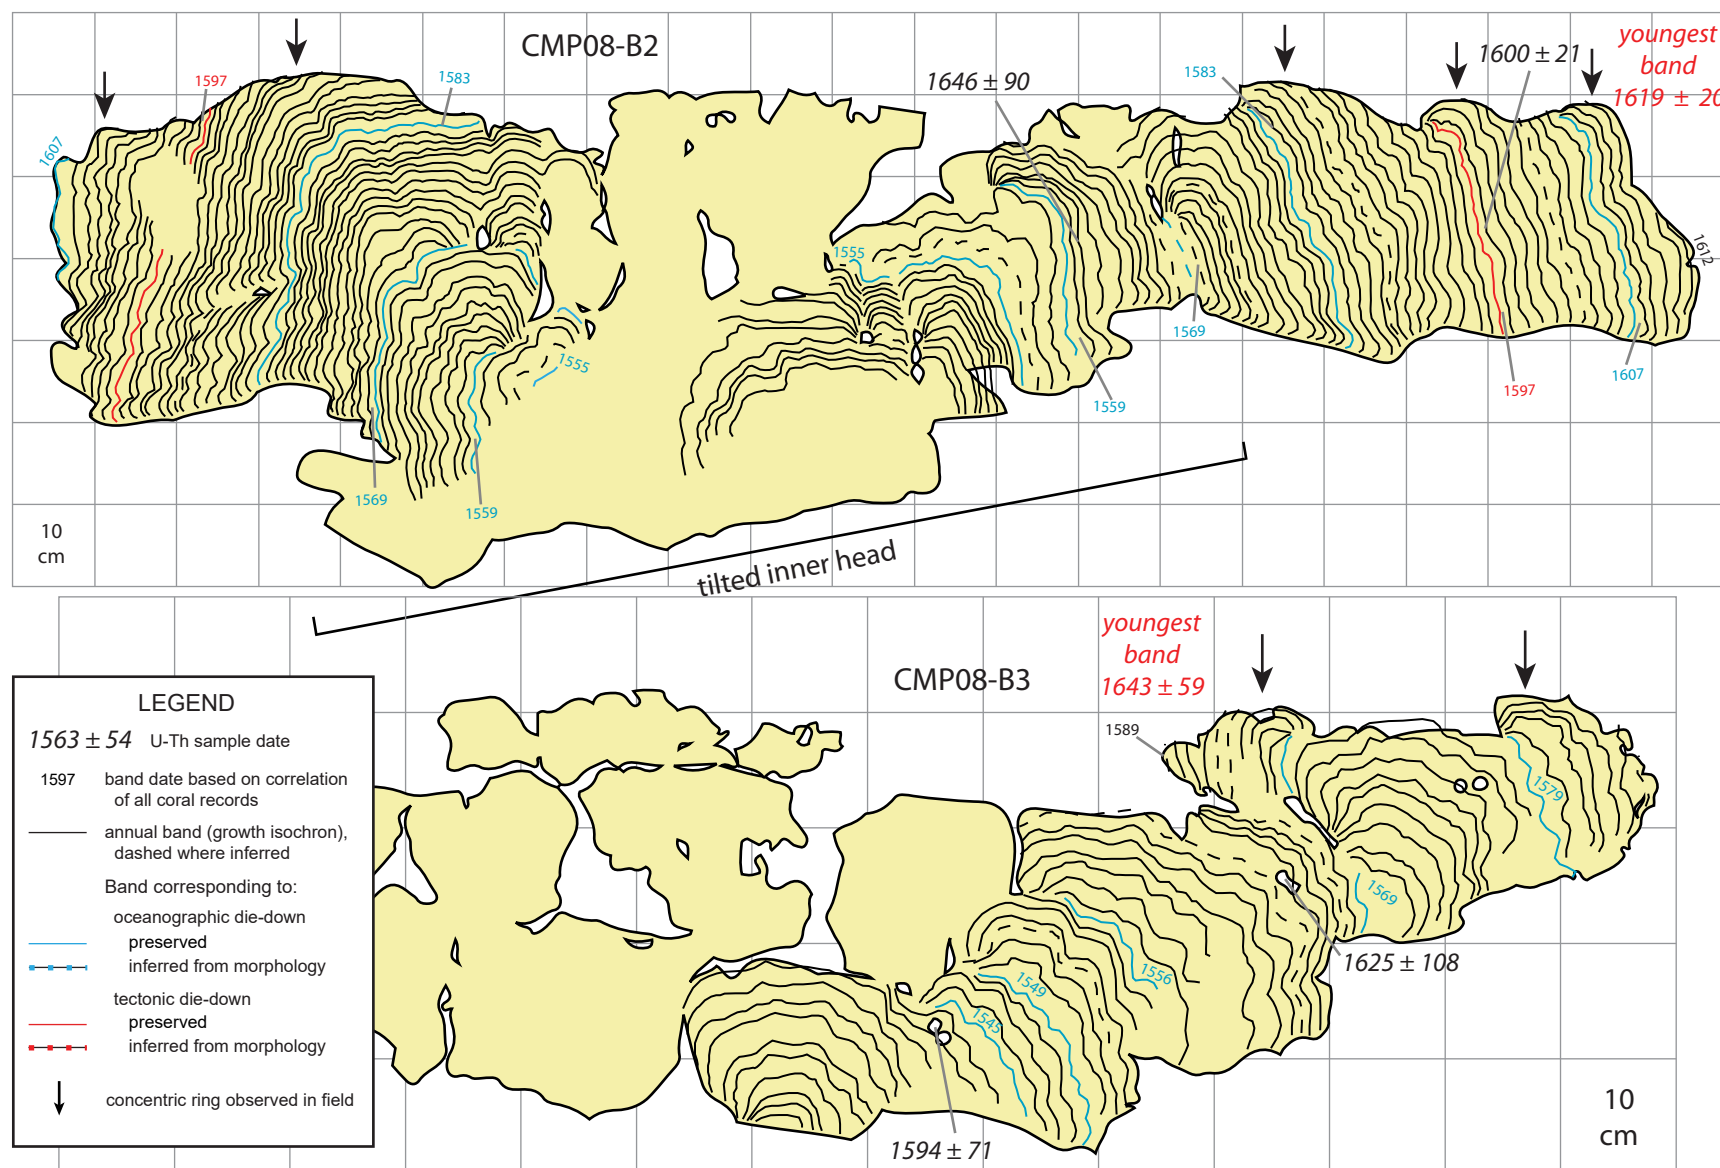 CMP08-B2
youngest
band
1619 ± 20
1600 ± 21
1646 ± 90
1597
1583
1583
1607
1555
1612
1569
1555
1559
1597
1607
1569
1559
10
cm
tilted inner head
CMP08-B3
youngest
band
1643 ± 59
1589
1579
1569
1625 ± 108
1556
1549
1545
1594 ± 71
10
cm
LEGEND
1563 ± 54 U-Th sample date
1597 band date based on correlation
of all coral records
annual band (growth isochron),
dashed where inferred
Band corresponding to:
oceanographic die-down
preserved
inferred from morphology
tectonic die-down
preserved
inferred from morphology
concentric ring observed in field